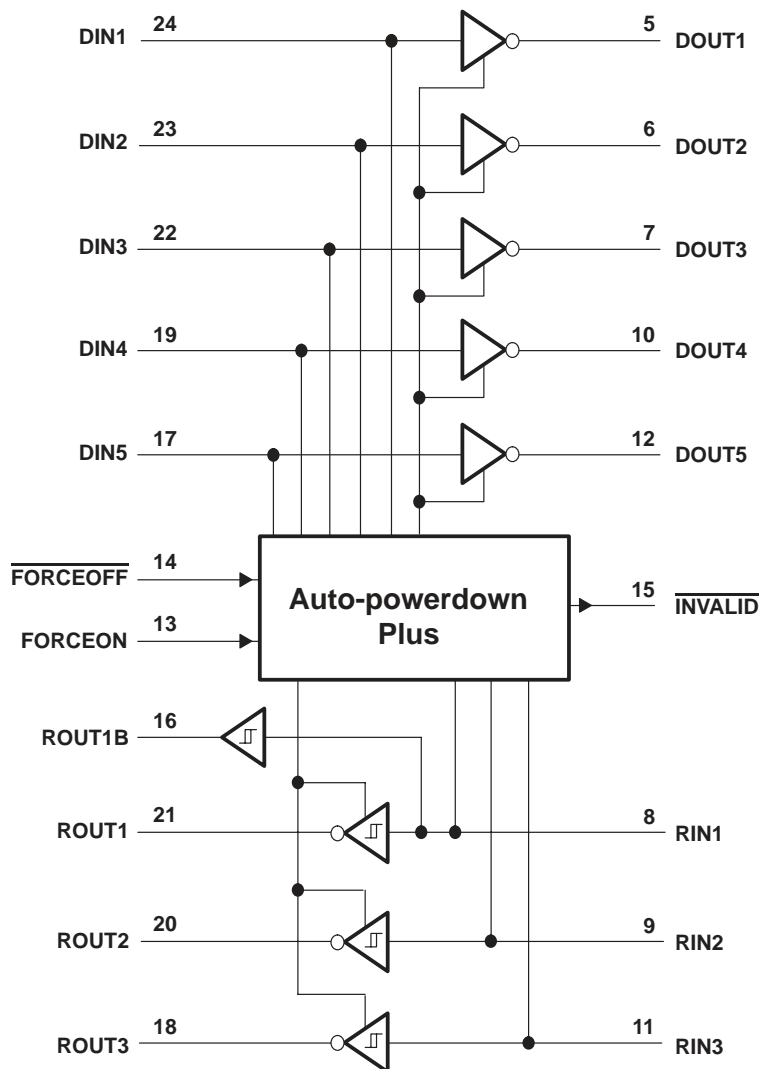 DIN1 24 5 DOUT1
DIN2 23 6 DOUT2
DIN3 22 7 DOUT3
DIN4 19 10 DOUT4
DIN5 17 12 DOUT5
FORCEOFF 14
Auto-powerdown
Plus
15 INVALID
FORCEON 13
ROUT1B 16
ROUT1 21 8 RIN1
ROUT2 20 9 RIN2
ROUT3 18 11 RIN3